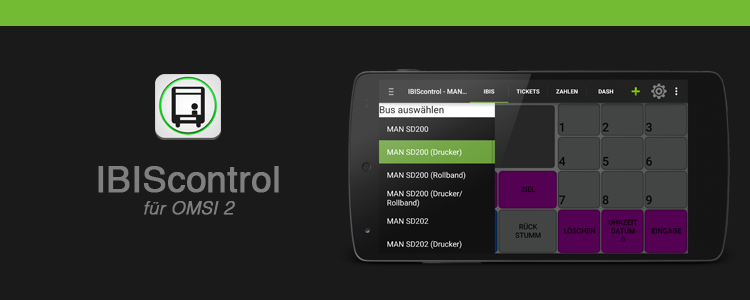 IBIScontrol
für OMSI 2
IBIScontrol - MAN...
IBIS
TICKETS
ZAHLEN
DASH
Bus auswählen
MAN SD200
MAN SD200 (Drucker)
MAN SD200 (Rollband)
MAN SD200 (Drucker/
Rollband)
MAN SD202
MAN SD202 (Drucker)
1
2
3
4
5
6
ZIEL
7
8
9
RÜCK
STUMM
LÖSCHEN
UHRZEIT
DATUM
0
EINGABE